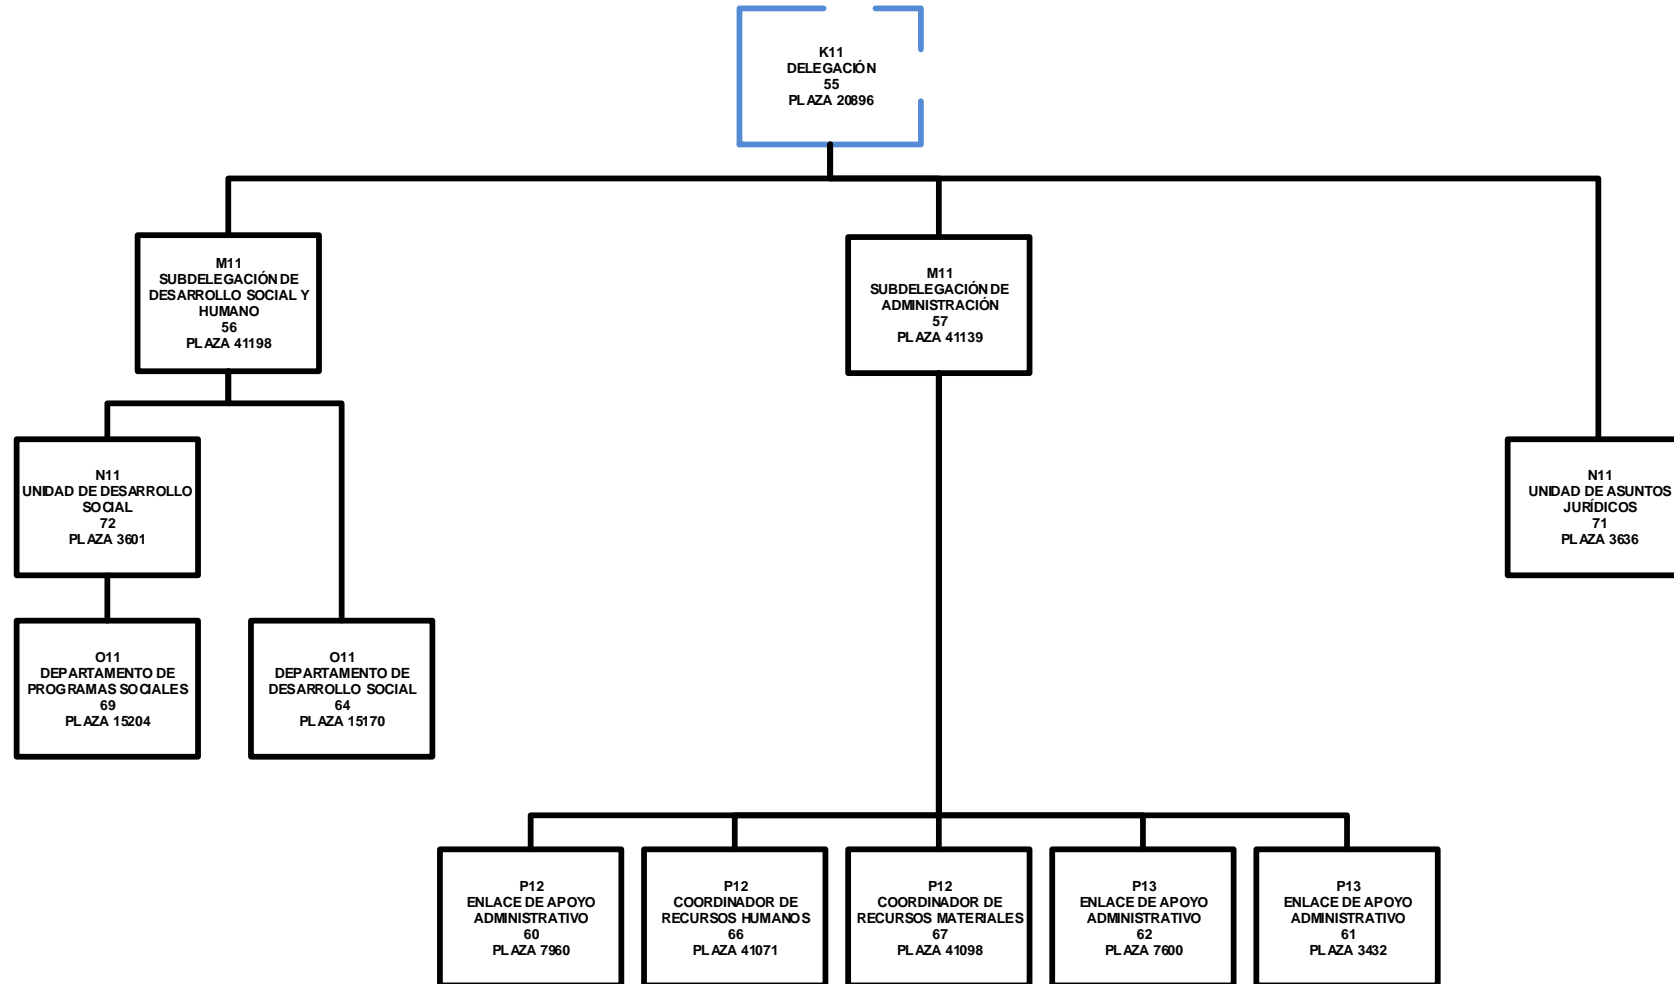 K11
DELEGACIÓN
55
PLAZA 20896
M11
SUBDELEGACIÓN DE
DESARROLLO SOCIAL Y
HUMANO
56
PLAZA 41198
M11
SUBDELEGACIÓN DE
ADMINISTRACIÓN
57
PLAZA 41139
N11
UNIDAD DE DESARROLLO
SOCIAL
72
PLAZA 3601
N11
UNIDAD DE ASUNTOS
JURÍDICOS
71
PLAZA 3636
O11
DEPARTAMENTO DE
PROGRAMAS SOCIALES
69
PLAZA 15204
O11
DEPARTAMENTO DE
DESARROLLO SOCIAL
64
PLAZA 15170
P12
ENLACE DE APOYO
ADMINISTRATIVO
60
PLAZA 7960
P12
COORDINADOR DE
RECURSOS HUMANOS
66
PLAZA 41071
P12
COORDINADOR DE
RECURSOS MATERIALES
67
PLAZA 41098
P13
ENLACE DE APOYO
ADMINISTRATIVO
62
PLAZA 7600
P13
ENLACE DE APOYO
ADMINISTRATIVO
61
PLAZA 3432